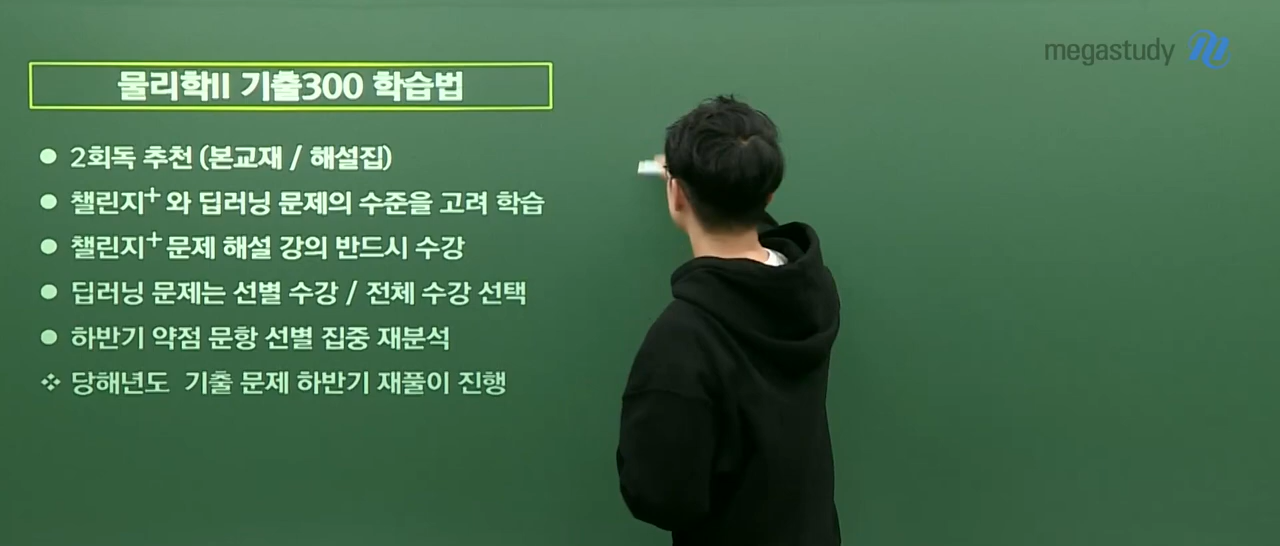 megastudy
물리학II 기출300 학습법
● 2회독 추천 (본교재 / 해설집)
● 챌린지+ 와 딥러닝 문제의 수준을 고려 학습
● 챌린지+ 문제 해설 강의 반드시 수강
● 딥러닝 문제는 선별 수강 / 전체 수강 선택
● 하반기 약점 문항 선별 집중 재분석
❖ 당해년도 기출 문제 하반기 재풀이 진행